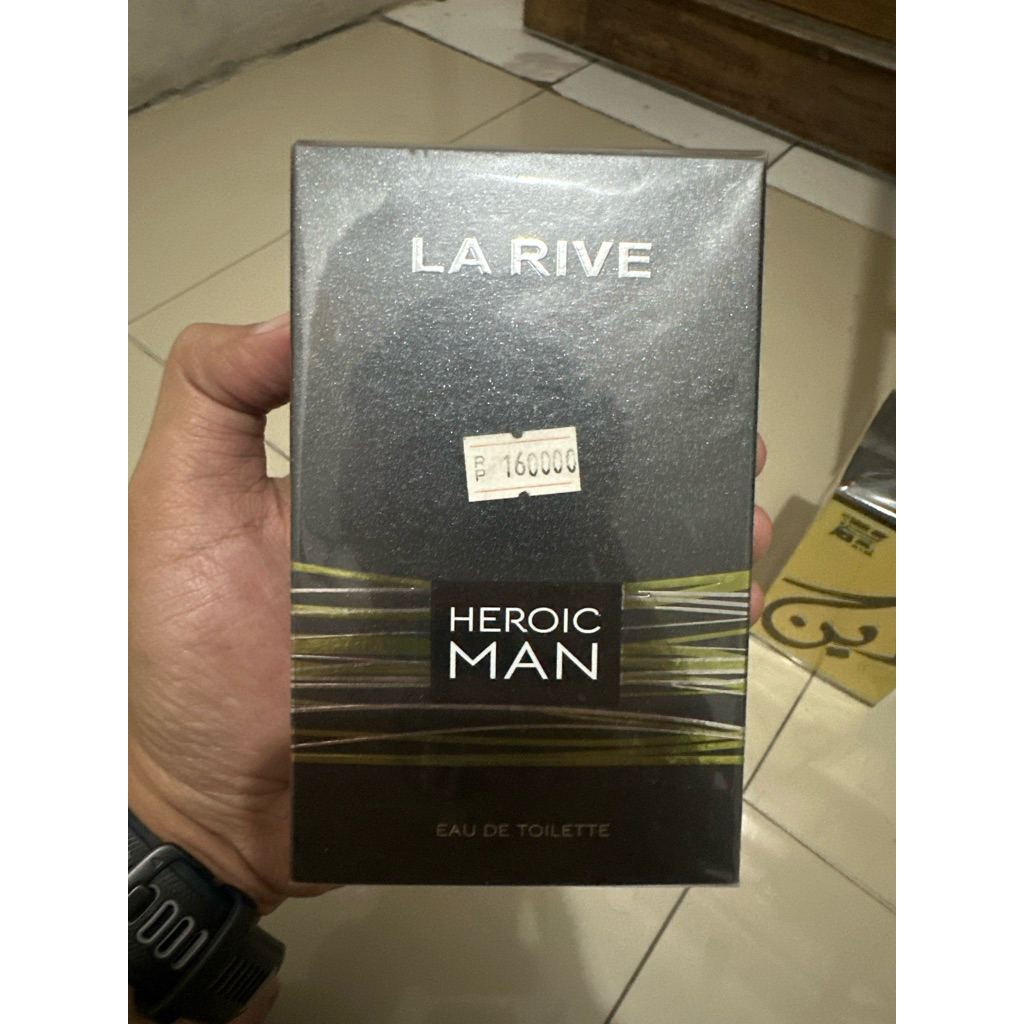 LA RIVE
RP 160000
HEROIC
MAN
EAU DE TOILETTE